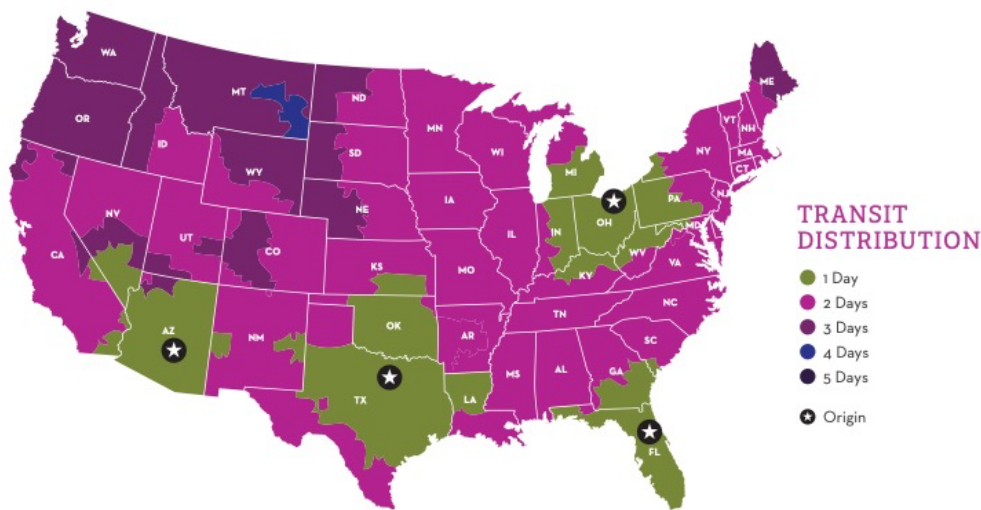 WA
OR
MT
ID
WY
ND
SD
NE
MN
WI
IA
MI
ME
VT
NH
NY
MA
CT
NJ
PA
MD
OH
IN
IL
WV
VA
KY
NV
UT
CO
CA
KS
MO
AZ
NM
OK
AR
TN
NC
SC
TX
LA
MS
AL
GA
FL
TRANSIT
DISTRIBUTION
1 Day
2 Days
3 Days
4 Days
5 Days
Origin